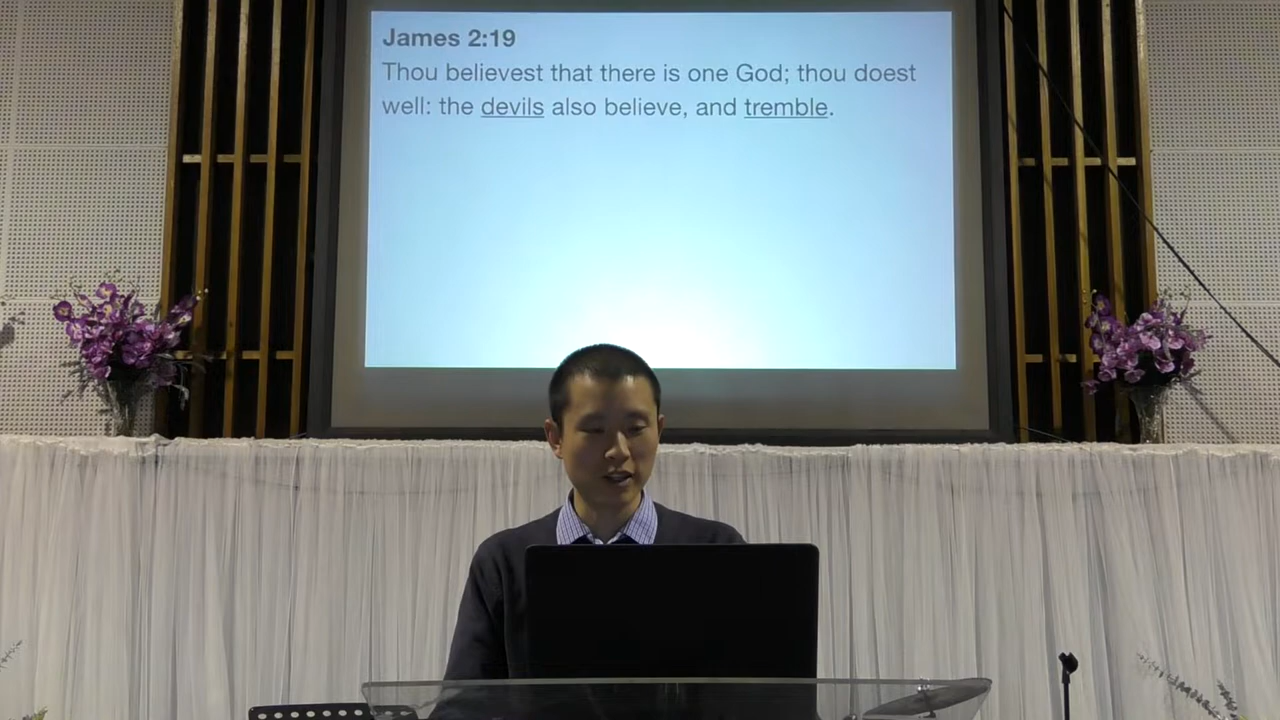 James 2:19
Thou believest that there is one God; thou doest
well: the devils also believe, and tremble.